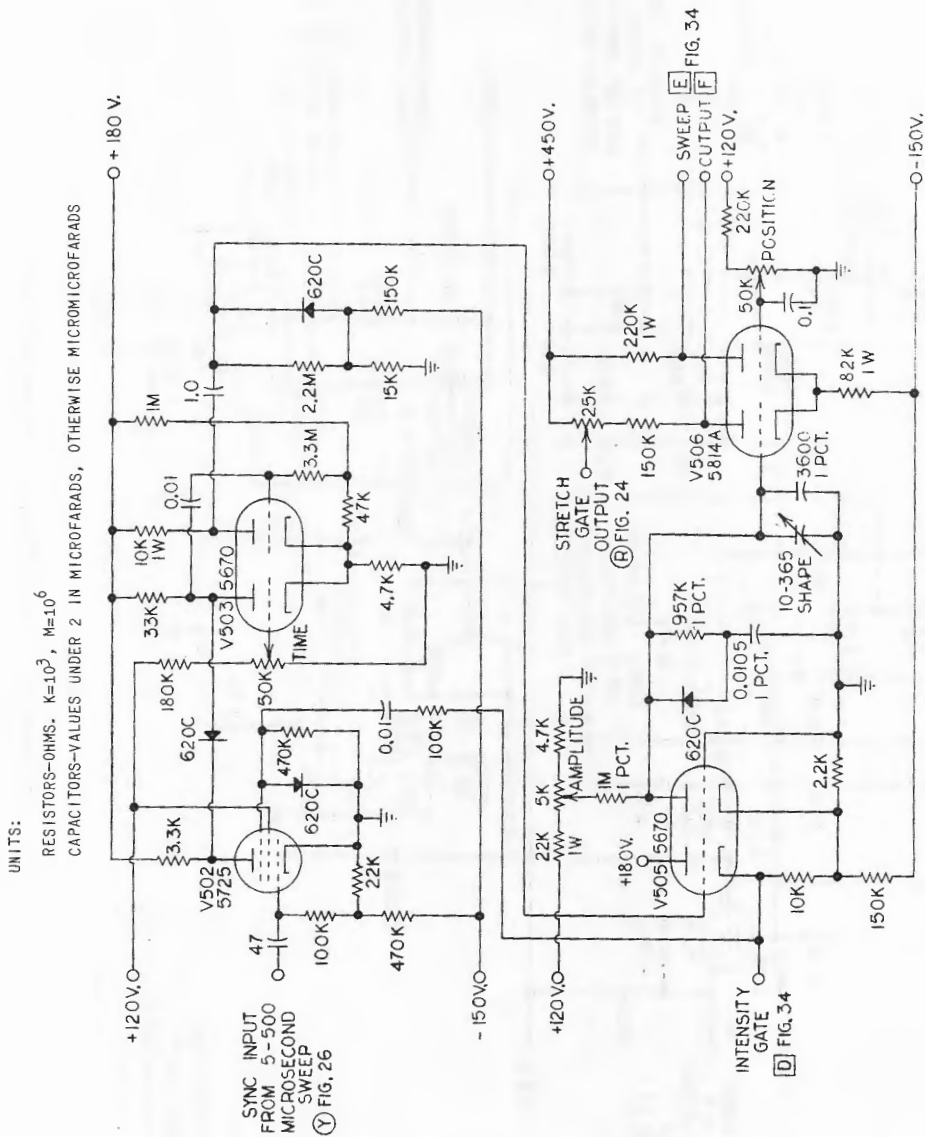 UNITS:
RESISTORS-OHMS. K=10³, M=10⁶
CAPACITORS-VALUES UNDER 2 IN MICROFARADS, OTHERWISE MICROMICROFARADS
+120V.
+180 V.
3.3K
V502
5725
620C
33K
10K
1W
0.01
1M
1.0
V503 5670
180K
50K
TIME
3.3M
47K
4.7K
2.2M
620C
15K
150K
SYNC INPUT
FROM 5-500
MICROSECOND
SWEEP
Y FIG. 26
47
100K
22K
470K
470K
620C
0.01
100K
-150V.
+120V.
22K
1W
5K
AMPLITUDE
4.7K
1M
1 PCT.
+180V.
V505 5670
620C
957K
1 PCT.
0.0105
1 PCT.
10-365
SHAPE
3600
1 PCT.
2.2K
10K
150K
INTENSITY
GATE
D FIG. 34
STRETCH
GATE
OUTPUT
R FIG. 24
+450V.
25K
150K
220K
1W
V506
5814A
SWEEP E FIG. 34
CUTPUT F
+120V.
220K
50K
POSITION
0.1
82K
1W
-150V.